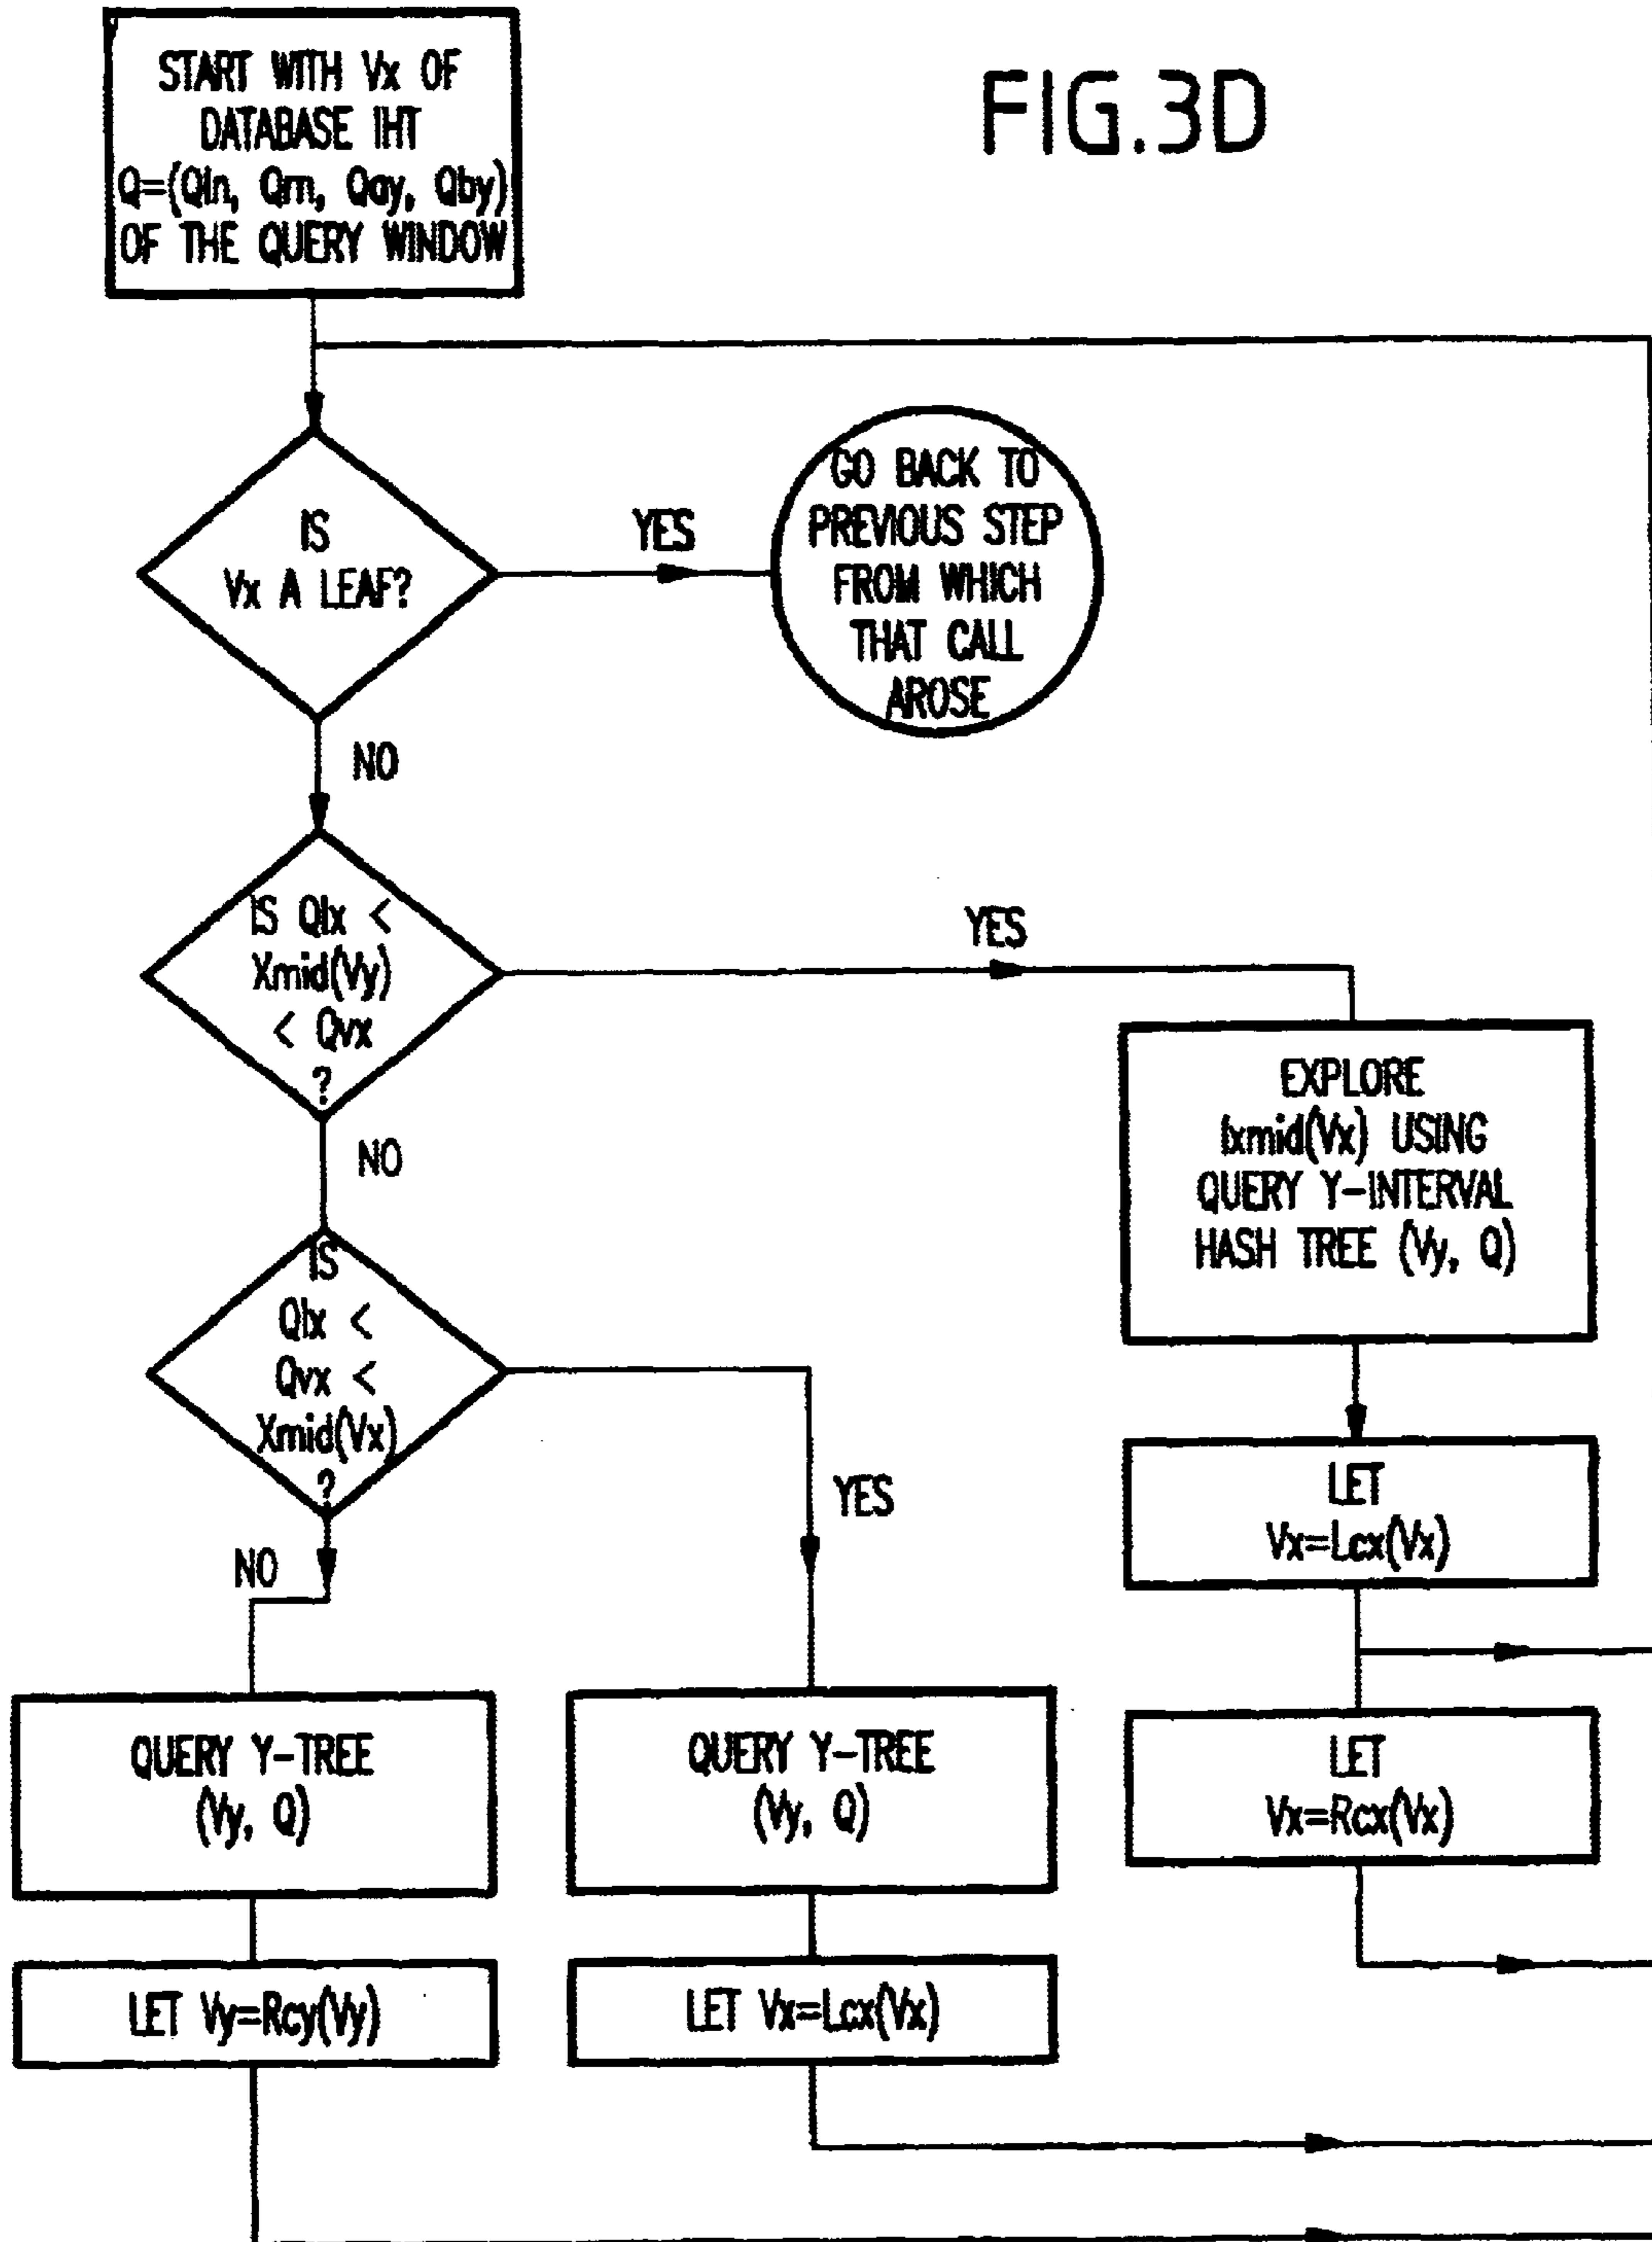 FIG.3D
START WITH Vx OF
DATABASE IHT
Q=(Qln, Qrn, Qay, Qby)
OF THE QUERY WINDOW
IS
Vx A LEAF?
YES
GO BACK TO
PREVIOUS STEP
FROM WHICH
THAT CALL
AROSE
NO
IS Qlx <
Xmid(Vy)
< Qvx
?
YES
EXPLORE
Ixmid(Vx) USING
QUERY Y-INTERVAL
HASH TREE (Vy, Q)
LET
Vx=Lcx(Vx)
LET
Vx=Rcx(Vx)
NO
IS
Qlx <
Qvx <
Xmid(Vx)
?
YES
NO
QUERY Y-TREE
(Vy, Q)
LET Vy=Rcy(Vy)
QUERY Y-TREE
(Vy, Q)
LET Vx=Lcx(Vx)